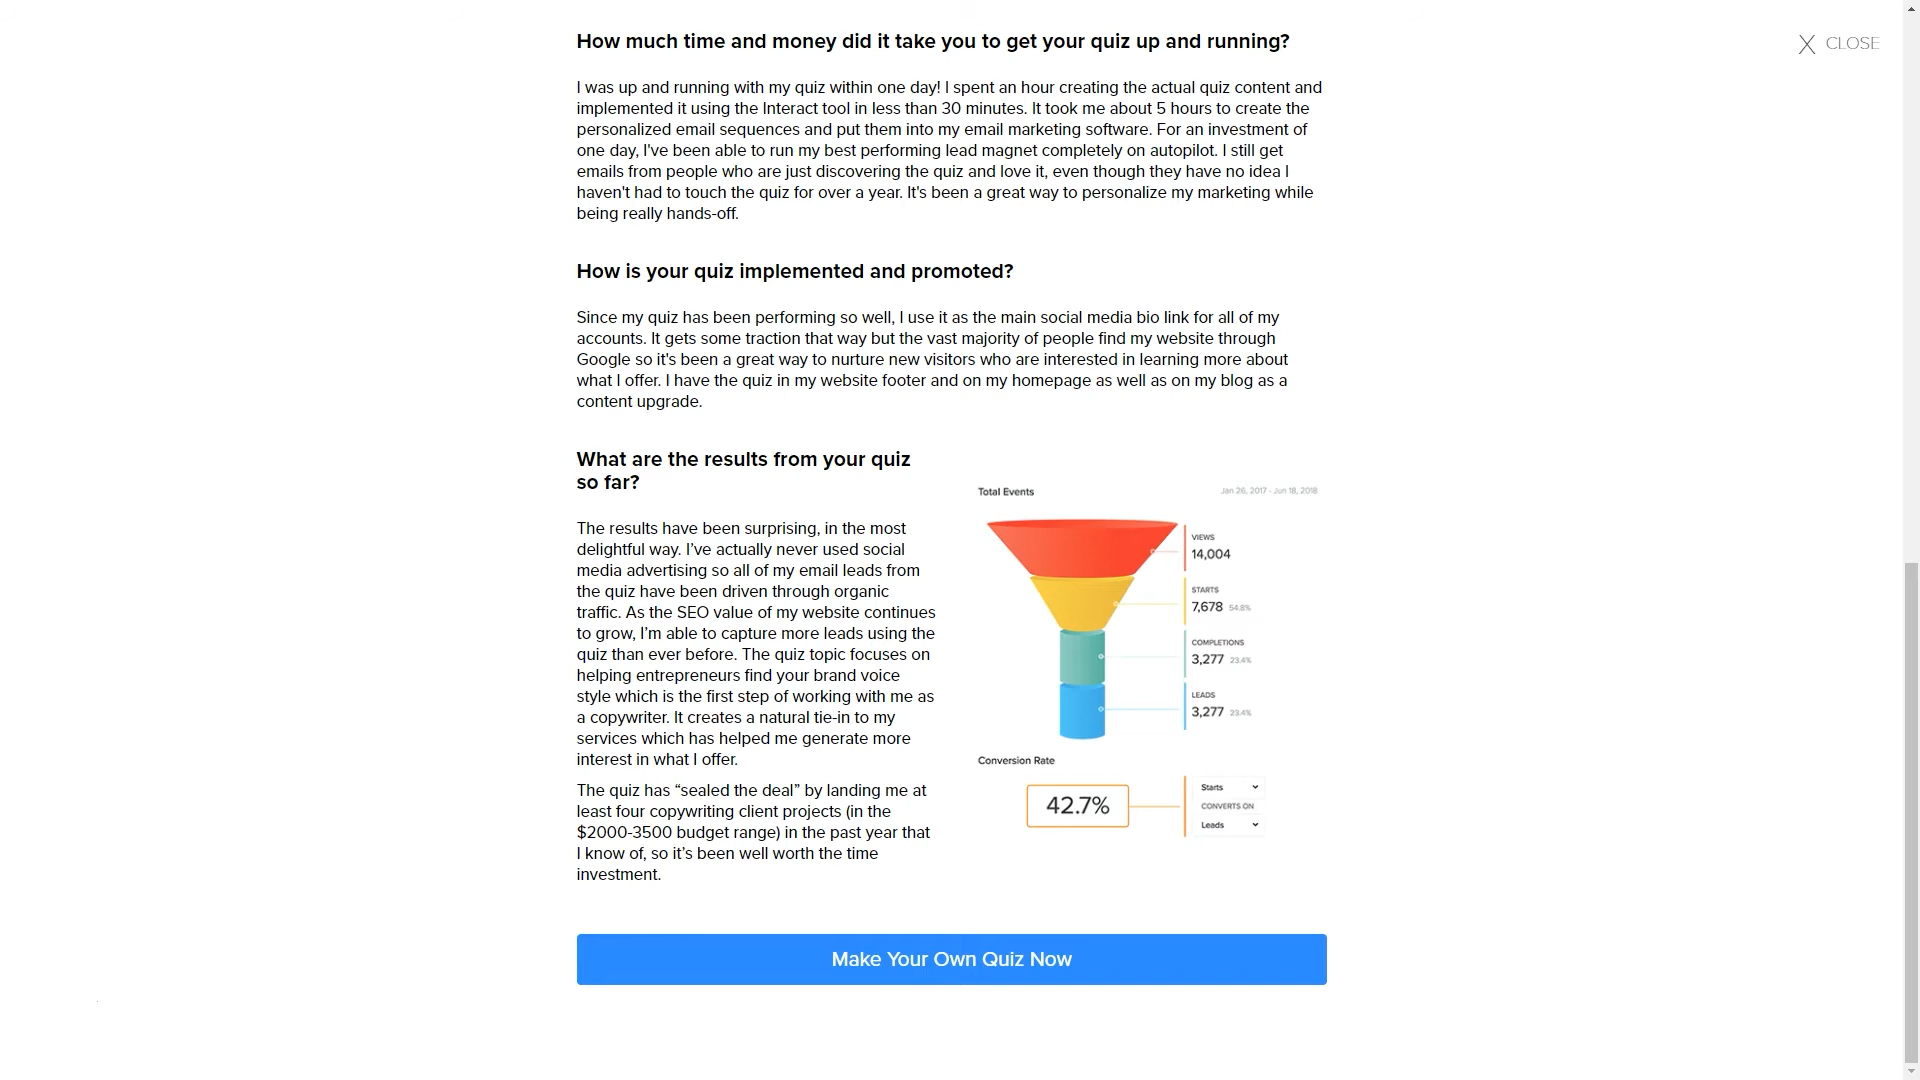 How much time and money did it take you to get your quiz up and running?
X CLOSE
I was up and running with my quiz within one day! I spent an hour creating the actual quiz content and
implemented it using the Interact tool in less than 30 minutes. It took me about 5 hours to create the
personalized email sequences and put them into my email marketing software. For an investment of
one day, I've been able to run my best performing lead magnet completely on autopilot. I still get
emails from people who are just discovering the quiz and love it, even though they have no idea I
haven't had to touch the quiz for over a year. It's been a great way to personalize my marketing while
being really hands-off.
How is your quiz implemented and promoted?
Since my quiz has been performing so well, I use it as the main social media bio link for all of my
accounts. It gets some traction that way but the vast majority of people find my website through
Google so it's been a great way to nurture new visitors who are interested in learning more about
what I offer. I have the quiz in my website footer and on my homepage as well as on my blog as a
content upgrade.
What are the results from your quiz
so far?
The results have been surprising, in the most
delightful way. I’ve actually never used social
media advertising so all of my email leads from
the quiz have been driven through organic
traffic. As the SEO value of my website continues
to grow, I’m able to capture more leads using the
quiz than ever before. The quiz topic focuses on
helping entrepreneurs find your brand voice
style which is the first step of working with me as
a copywriter. It creates a natural tie-in to my
services which has helped me generate more
interest in what I offer.
The quiz has “sealed the deal” by landing me at
least four copywriting client projects (in the
$2000-3500 budget range) in the past year that
I know of, so it’s been well worth the time
investment.
Total Events
Jan 26, 2017 - Jun 18, 2018
VIEWS
14,004
STARTS
7,678 54.8%
COMPLETIONS
3,277 23.4%
LEADS
3,277 23.4%
Conversion Rate
42.7%
Starts
CONVERTS ON
Leads
Make Your Own Quiz Now